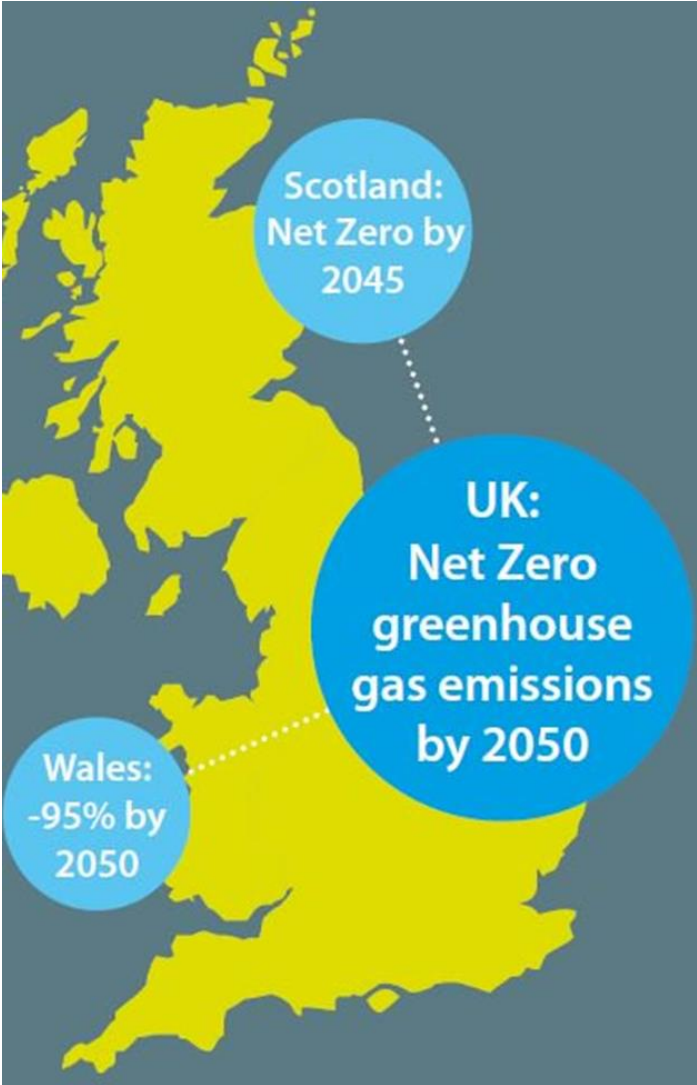 Scotland:
Net Zero by
2045
UK:
Net Zero
greenhouse
gas emissions
by 2050
Wales:
-95% by
2050